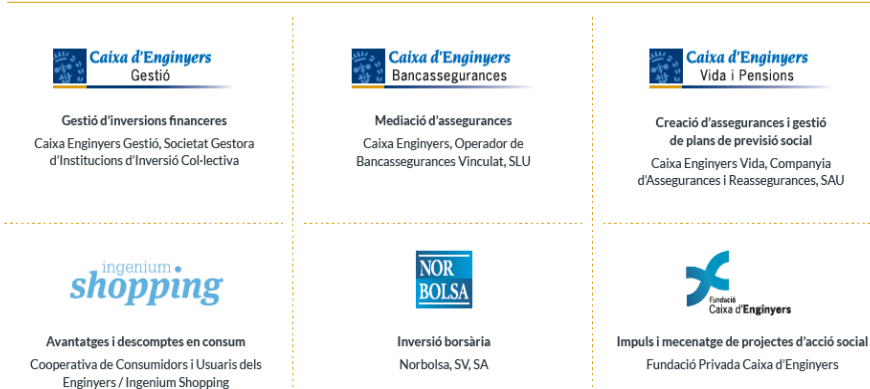 Caixa d'Enginyers
Gestió
Gestió d'inversions financeres
Caixa Enginyers Gestió, Societat Gestora
d'Institucions d'Inversió Col·lectiva
Caixa d'Enginyers
Bancassegurances
Mediació d'assegurances
Caixa Enginyers, Operador de
Bancassegurances Vinculat, SLU
Caixa d'Enginyers
Vida i Pensions
Creació d'assegurances i gestió
de plans de previsió social
Caixa Enginyers Vida, Companyia
d'Assegurances i Reassegurances, SAU
ingenium
shopping
Avantatges i descomptes en consum
Cooperativa de Consumidors i Usuaris dels
Enginyers / Ingenium Shopping
NOR
BOLSA
Inversió borsària
Norbolsa, SV, SA
Fundació
Caixa d'Enginyers
Impuls i mecenatge de projectes d'acció social
Fundació Privada Caixa d'Enginyers